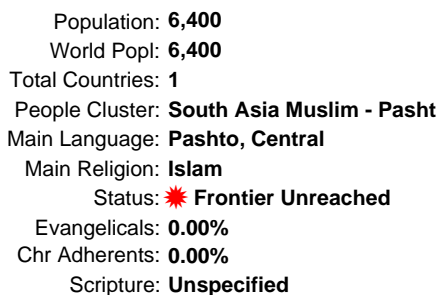 Population: 6,400
World Popl: 6,400
Total Countries: 1
People Cluster: South Asia Muslim - Pasht
Main Language: Pashto, Central
Main Religion: Islam
Status: Frontier Unreached
Evangelicals: 0.00%
Chr Adherents: 0.00%
Scripture: Unspecified